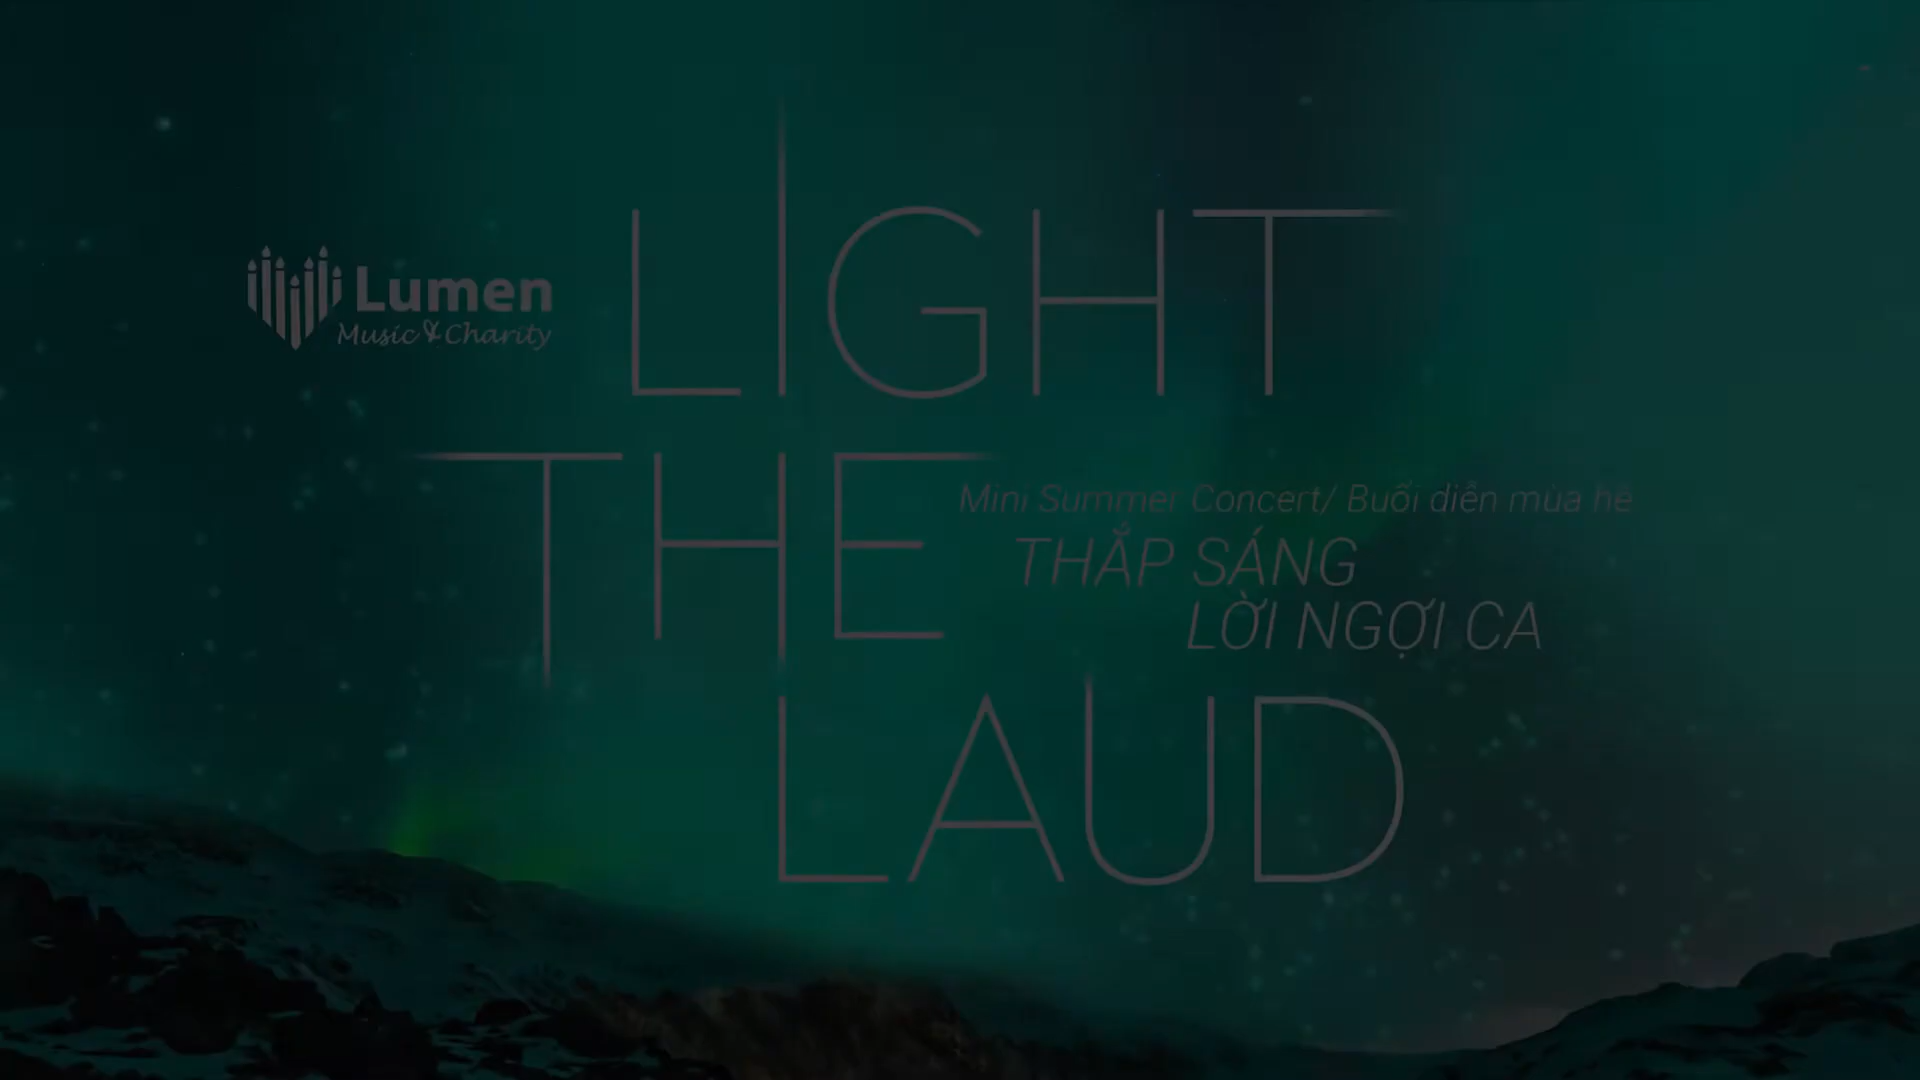 LIGHT
Lumen
Music & Charity
THE
Mini Summer Concert/ Buổi diễn mùa hè
THẮP SÁNG
LỜI NGỢI CA
LAUD